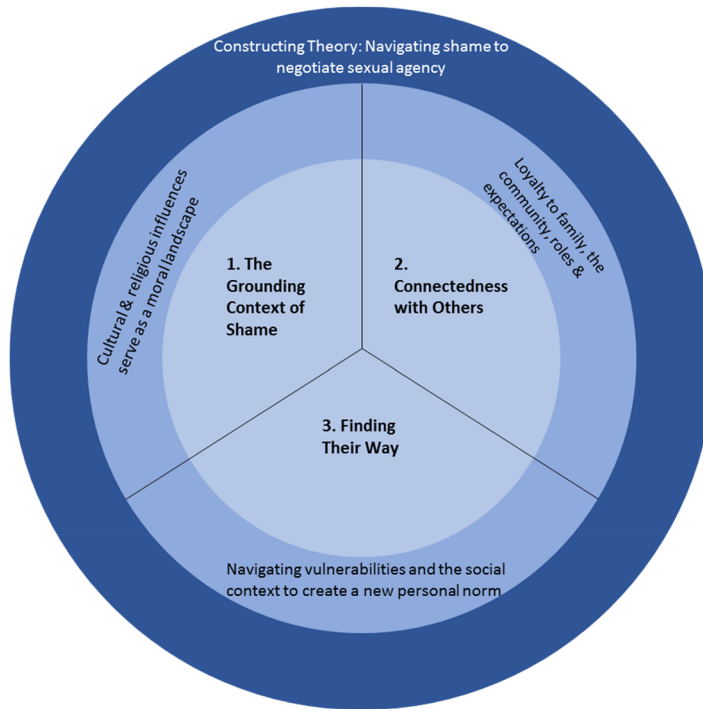 Constructing Theory: Navigating shame to
negotiate sexual agency
Cultural & religious influences
serve as a moral landscape
Loyalty to family, the
community, roles &
expectations
1. The
Grounding
Context of
Shame
2.
Connectedness
with Others
3. Finding
Their Way
Navigating vulnerabilities and the social
context to create a new personal norm